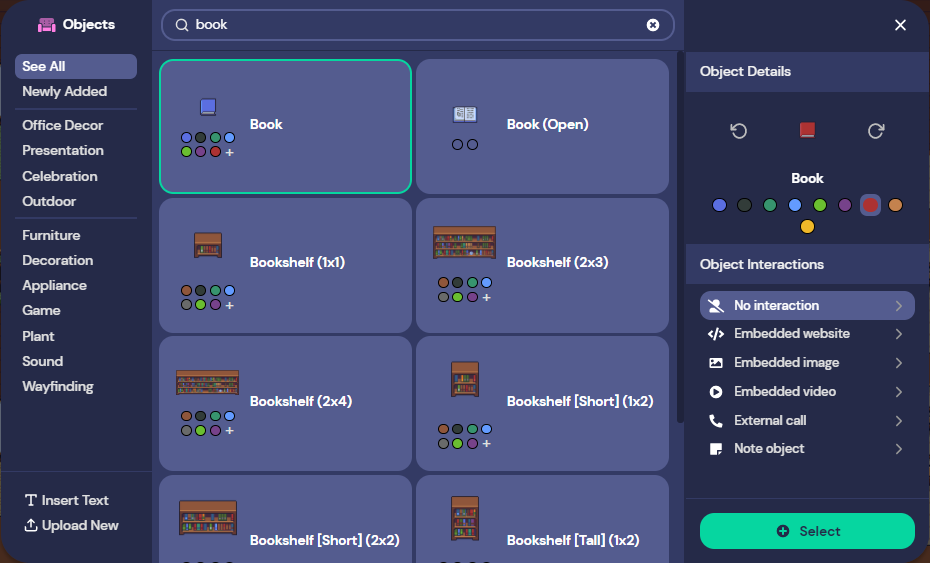 Objects
See All
Newly Added
Office Decor
Presentation
Celebration
Outdoor
Furniture
Decoration
Appliance
Game
Plant
Sound
Wayfinding
Insert Text
Upload New
book
Book
+
Book (Open)
Bookshelf (1x1)
+
Bookshelf (2x3)
+
Bookshelf (2x4)
+
Bookshelf [Short] (1x2)
+
Bookshelf [Short] (2x2)
Bookshelf [Tall] (1x2)
Object Details
Book
Object Interactions
No interaction
Embedded website
Embedded image
Embedded video
External call
Note object
Select